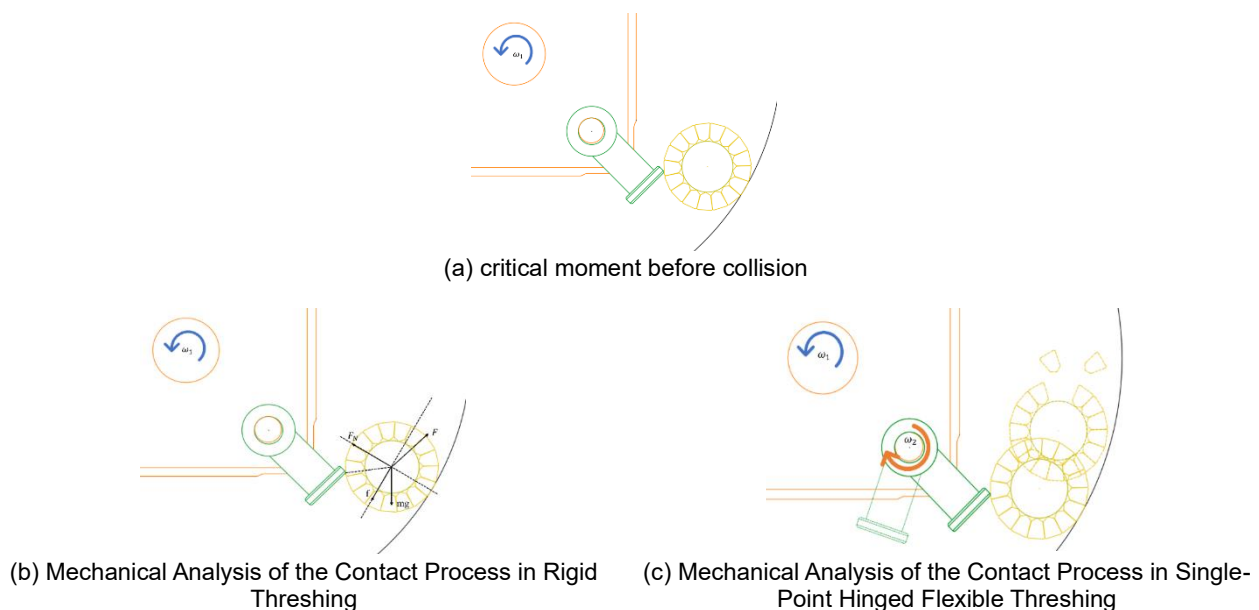 ω₁
(a) critical moment before collision
ω₁
F_N
F
f
mg
ω₁
ω₂
(b) Mechanical Analysis of the Contact Process in Rigid
Threshing
(c) Mechanical Analysis of the Contact Process in Single-
Point Hinged Flexible Threshing